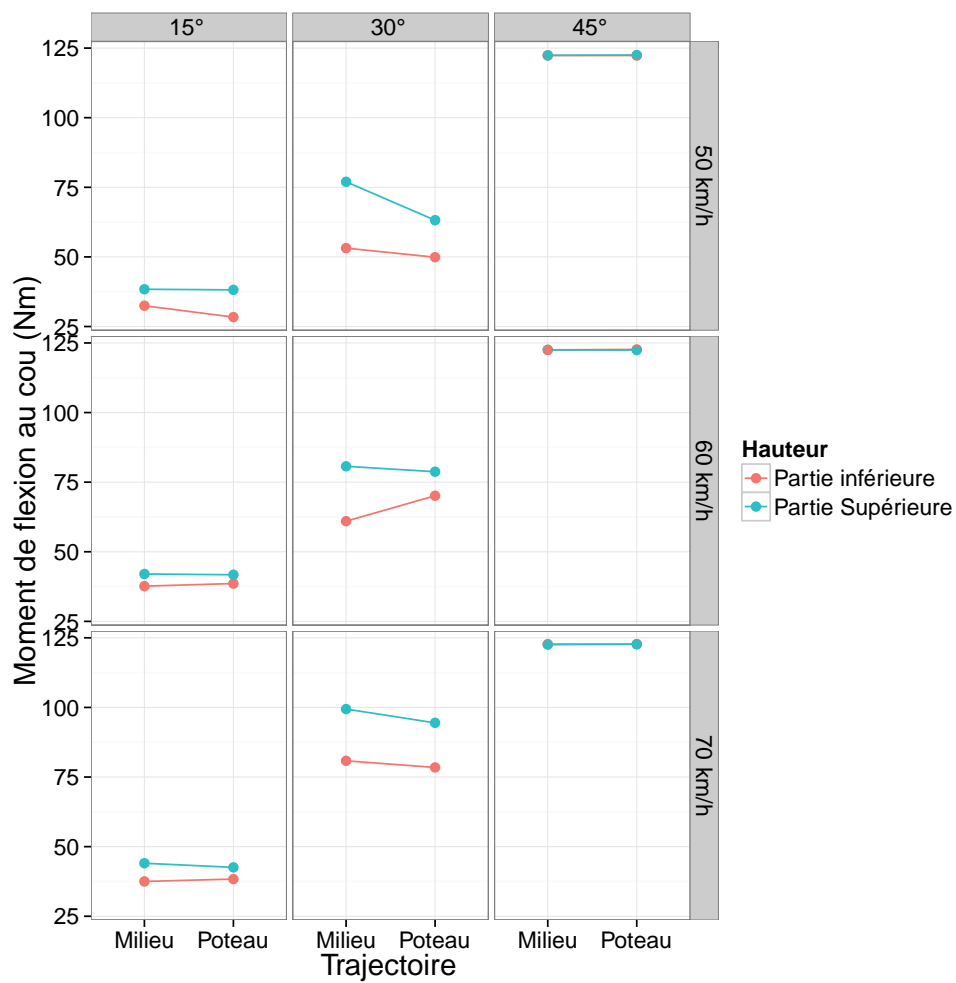 15° 30° 45°
125
100
75
50
25
50 km/h
125
100
75
50
25
60 km/h
125
100
75
50
25
70 km/h
Moment de flexion au cou (Nm)
Milieu Poteau Milieu Poteau Milieu Poteau
Trajectoire
Hauteur
Partie inférieure
Partie Supérieure